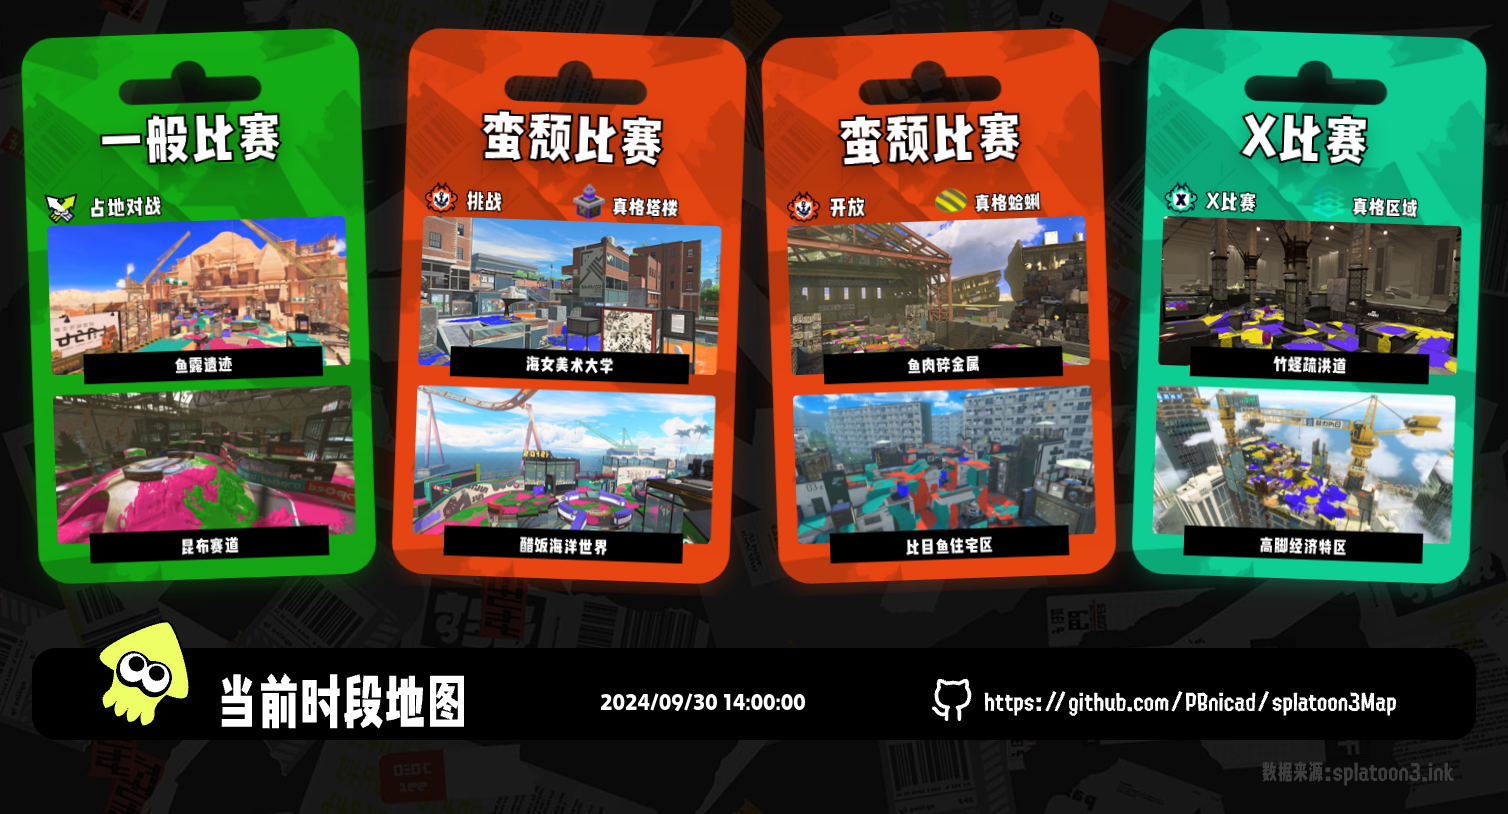 一般比赛
占地对战
鱼露遗迹
昆布赛道
蛮颓比赛
挑战
真格塔楼
海女美术大学
醋饭海洋世界
蛮颓比赛
开放
真格蛤蜊
鱼肉碎金属
比目鱼住宅区
X比赛
X比赛
真格区域
竹蛏疏洪道
高脚经济特区
当前时段地图
2024/09/30 14:00:00
https://github.com/PBnicad/splatoon3Map
数据来源:splatoon3.ink